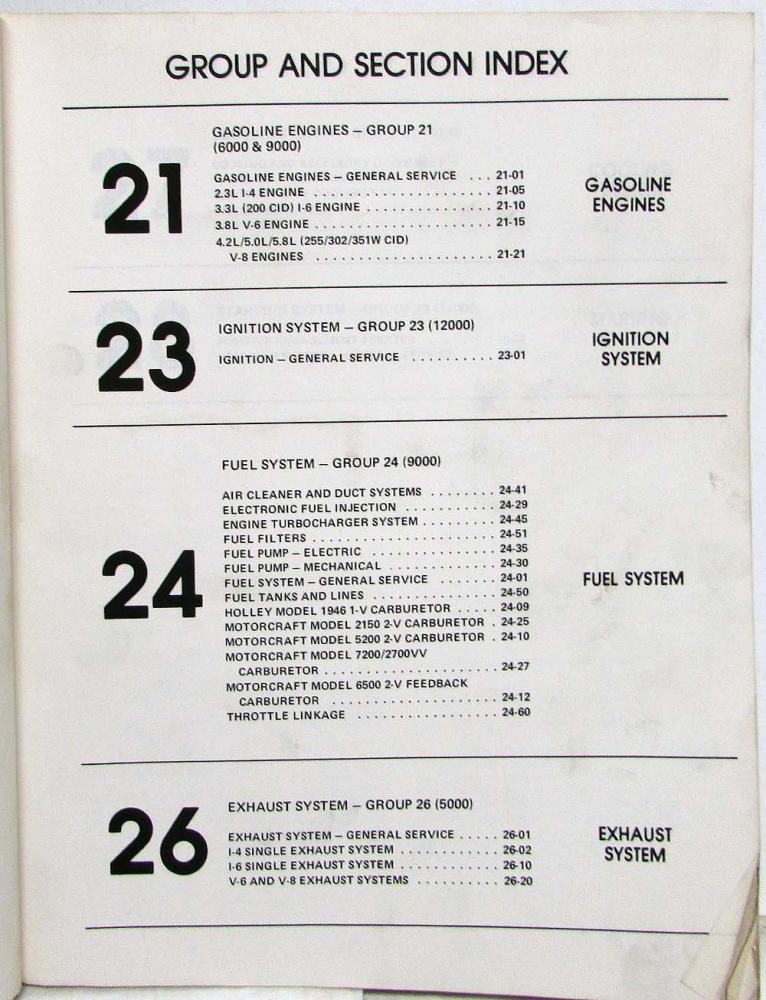 GROUP AND SECTION INDEX
21
GASOLINE ENGINES – GROUP 21
(6000 & 9000)
GASOLINE ENGINES – GENERAL SERVICE . . . 21-01
2.3L I-4 ENGINE . . . . . . . . . . . . . . . . . . . . . . 21-05
3.3L (200 CID) I-6 ENGINE . . . . . . . . . . . . . . 21-10
3.8L V-6 ENGINE . . . . . . . . . . . . . . . . . . . . . 21-15
4.2L/5.0L/5.8L (255/302/351W CID)
V-8 ENGINES . . . . . . . . . . . . . . . . . . . . . 21-21
GASOLINE
ENGINES
23
IGNITION SYSTEM – GROUP 23 (12000)
IGNITION – GENERAL SERVICE . . . . . . . . . . 23-01
IGNITION
SYSTEM
24
FUEL SYSTEM – GROUP 24 (9000)
AIR CLEANER AND DUCT SYSTEMS . . . . . . . . 24-41
ELECTRONIC FUEL INJECTION . . . . . . . . . . . 24-29
ENGINE TURBOCHARGER SYSTEM . . . . . . . . . 24-45
FUEL FILTERS . . . . . . . . . . . . . . . . . . . . . . 24-51
FUEL PUMP – ELECTRIC . . . . . . . . . . . . . . . 24-35
FUEL PUMP – MECHANICAL . . . . . . . . . . . . . 24-30
FUEL SYSTEM – GENERAL SERVICE . . . . . . . 24-01
FUEL TANKS AND LINES . . . . . . . . . . . . . . . 24-50
HOLLEY MODEL 1946 1-V CARBURETOR . . . . . 24-09
MOTORCRAFT MODEL 2150 2-V CARBURETOR . 24-25
MOTORCRAFT MODEL 5200 2-V CARBURETOR . 24-10
MOTORCRAFT MODEL 7200/2700VV
CARBURETOR . . . . . . . . . . . . . . . . . . . . . 24-27
MOTORCRAFT MODEL 6500 2-V FEEDBACK
CARBURETOR . . . . . . . . . . . . . . . . . . . . 24-12
THROTTLE LINKAGE . . . . . . . . . . . . . . . . . 24-60
FUEL SYSTEM
26
EXHAUST SYSTEM – GROUP 26 (5000)
EXHAUST SYSTEM – GENERAL SERVICE . . . . . 26-01
I-4 SINGLE EXHAUST SYSTEM . . . . . . . . . . . . 26-02
I-6 SINGLE EXHAUST SYSTEM . . . . . . . . . . . . 26-10
V-6 AND V-8 EXHAUST SYSTEMS . . . . . . . . . . 26-20
EXHAUST
SYSTEM